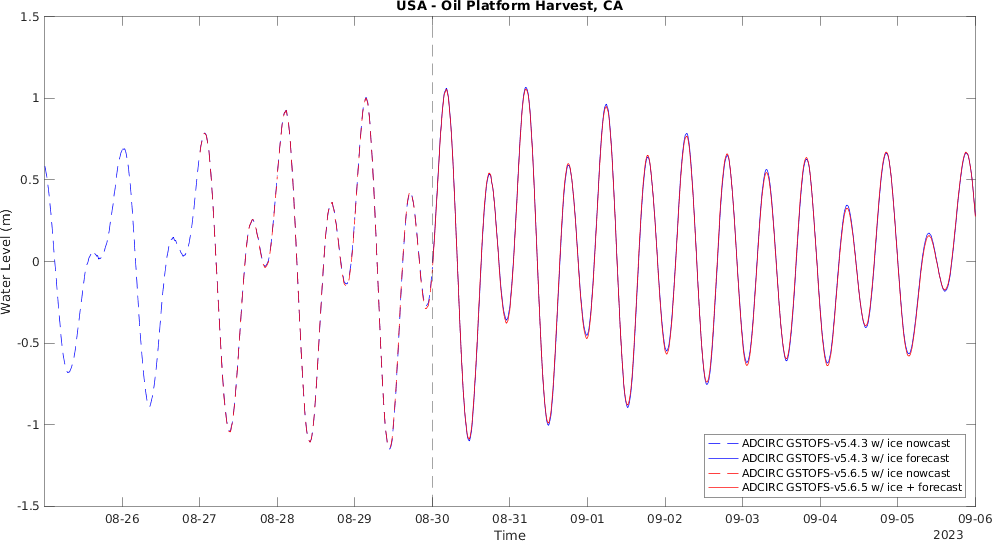 USA - Oil Platform Harvest, CA
1.5
1
0.5
0
-0.5
-1
-1.5
Water Level (m)
ADCIRC GSTOFS-v5.4.3 w/ ice nowcast
ADCIRC GSTOFS-v5.4.3 w/ ice forecast
ADCIRC GSTOFS-v5.6.5 w/ ice nowcast
ADCIRC GSTOFS-v5.6.5 w/ ice + forecast
08-26 08-27 08-28 08-29 08-30 08-31 09-01 09-02 09-03 09-04 09-05 09-06
Time
2023